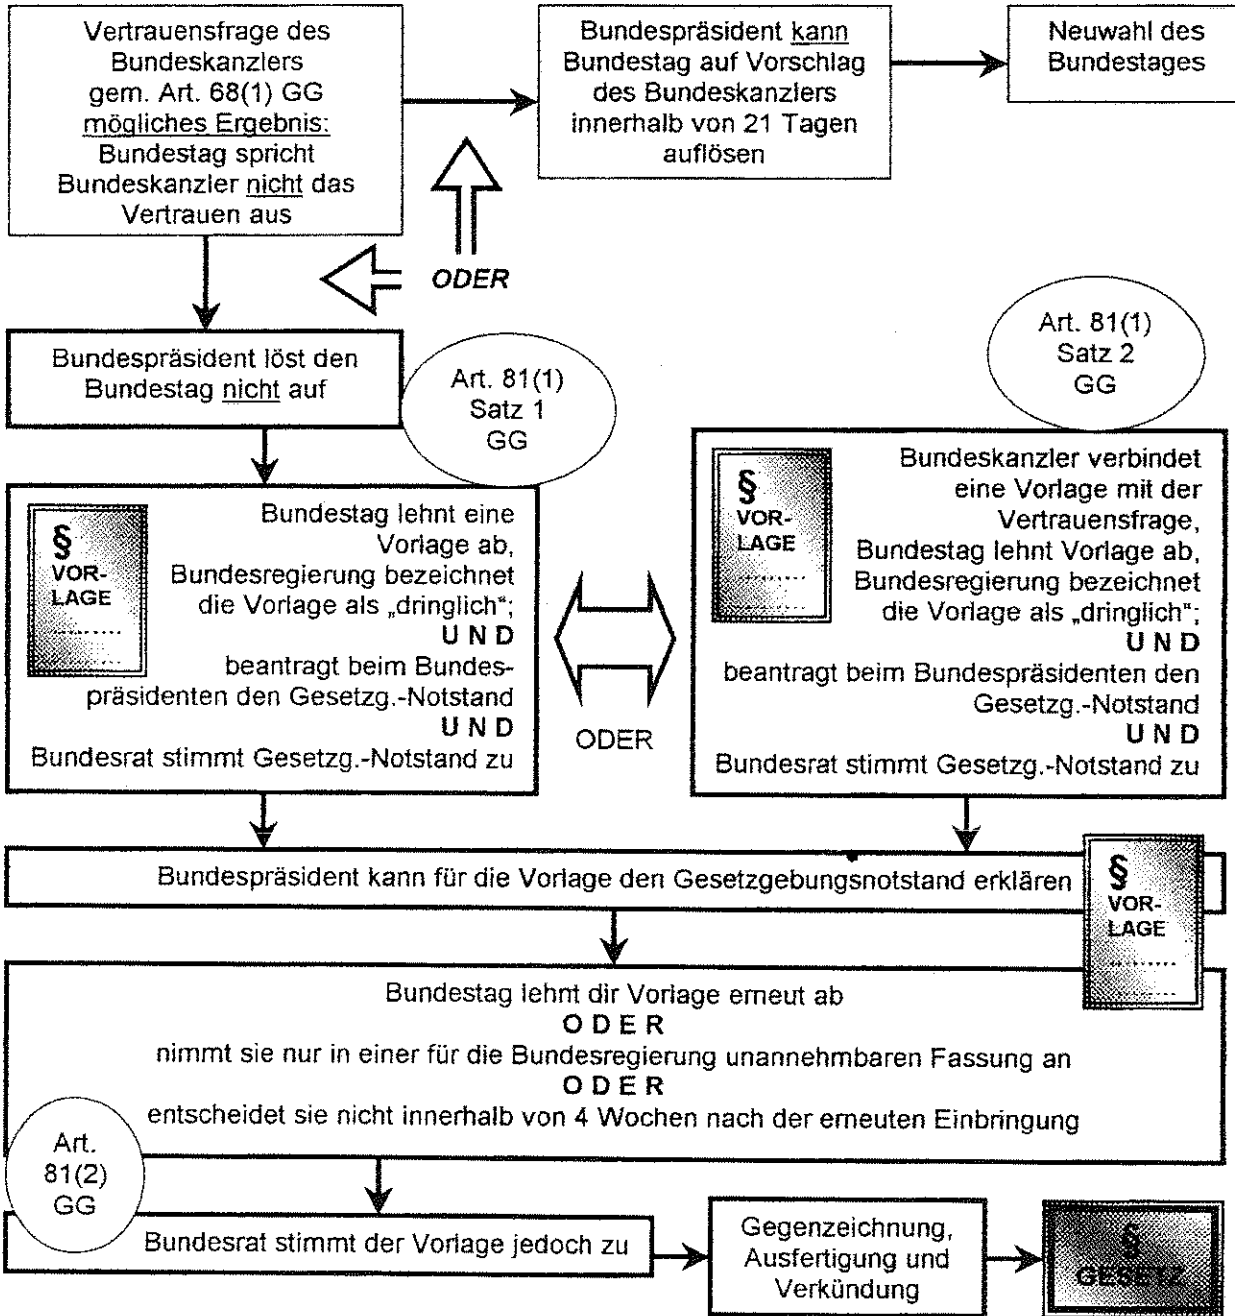 Vertrauensfrage des
Bundeskanzlers
gem. Art. 68(1) GG
mögliches Ergebnis:
Bundestag spricht
Bundeskanzler nicht das
Vertrauen aus
Bundespräsident kann
Bundestag auf Vorschlag
des Bundeskanzlers
innerhalb von 21 Tagen
auflösen
Neuwahl des
Bundestages
ODER
Bundespräsident löst den
Bundestag nicht auf
Art. 81(1)
Satz 1
GG
Art. 81(1)
Satz 2
GG
§
VOR-
LAGE
.........
Bundestag lehnt eine
Vorlage ab,
Bundesregierung bezeichnet
die Vorlage als „dringlich“;
U N D
beantragt beim Bundes-
präsidenten den Gesetzg.-Notstand
U N D
Bundesrat stimmt Gesetzg.-Notstand zu
ODER
§
VOR-
LAGE
.........
.........
Bundeskanzler verbindet
eine Vorlage mit der
Vertrauensfrage,
Bundestag lehnt Vorlage ab,
Bundesregierung bezeichnet
die Vorlage als „dringlich“;
U N D
beantragt beim Bundespräsidenten den
Gesetzg.-Notstand
U N D
Bundesrat stimmt Gesetzg.-Notstand zu
Bundespräsident kann für die Vorlage den Gesetzgebungsnotstand erklären
§
VOR-
LAGE
.........
.........
Bundestag lehnt dir Vorlage erneut ab
O D E R
nimmt sie nur in einer für die Bundesregierung unannehmbaren Fassung an
O D E R
entscheidet sie nicht innerhalb von 4 Wochen nach der erneuten Einbringung
Art.
81(2)
GG
Bundesrat stimmt der Vorlage jedoch zu
Gegenzeichnung,
Ausfertigung und
Verkündung
§
GESETZ